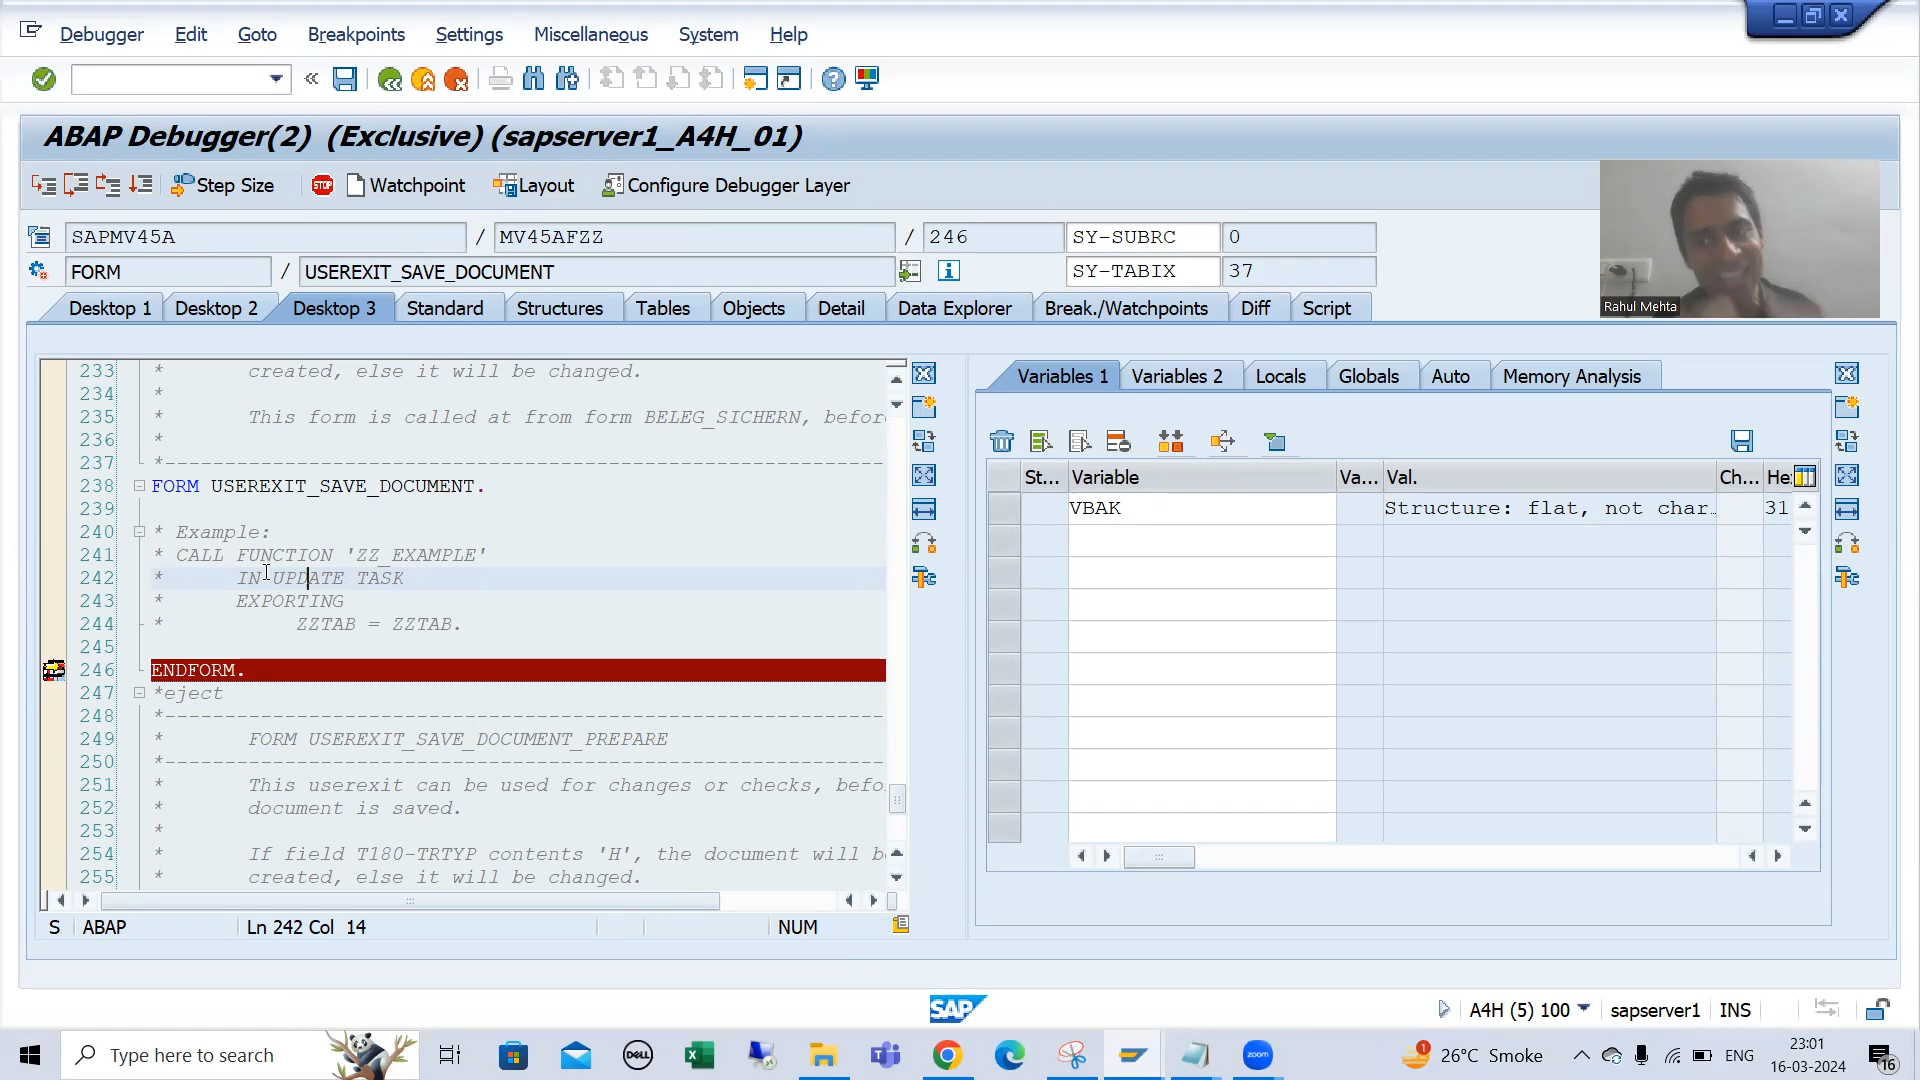 Debugger Edit Goto Breakpoints Settings Miscellaneous System Help
ABAP Debugger(2) (Exclusive) (sapserver1_A4H_01)
Step Size STOP Watchpoint Layout Configure Debugger Layer
SAPMV45A / MV45AFZZ / 246 SY-SUBRC 0
FORM / USEREXIT_SAVE_DOCUMENT SY-TABIX 37
Rahul Mehta
Desktop 1 Desktop 2 Desktop 3 Standard Structures Tables Objects Detail Data Explorer Break./Watchpoints Diff Script
Variables 1 Variables 2 Locals Globals Auto Memory Analysis
St... Variable Va... Val. Ch... He
VBAK Structure: flat, not char. 31
233 * created, else it will be changed.
234 *
235 * This form is called at from form BELEG_SICHERN, before
236 *
237 *------------------------------------------------------------
238 FORM USEREXIT_SAVE_DOCUMENT.
239
240 * Example:
241 * CALL FUNCTION 'ZZ_EXAMPLE'
242 * IN UPDATE TASK
243 * EXPORTING
244 * ZZTAB = ZZTAB.
245
246 ENDFORM.
247 *eject
248 *------------------------------------------------------------
249 * FORM USEREXIT_SAVE_DOCUMENT_PREPARE
250 *------------------------------------------------------------
251 * This userexit can be used for changes or checks, befo
252 * document is saved.
253 *
254 * If field T180-TRTYP contents 'H', the document will b
255 * created, else it will be changed.
S ABAP Ln 242 Col 14 NUM
SAP A4H (5) 100 sapserver1 INS
Type here to search DELL zoom 1 26°C Smoke ENG 23:01 16-03-2024 16